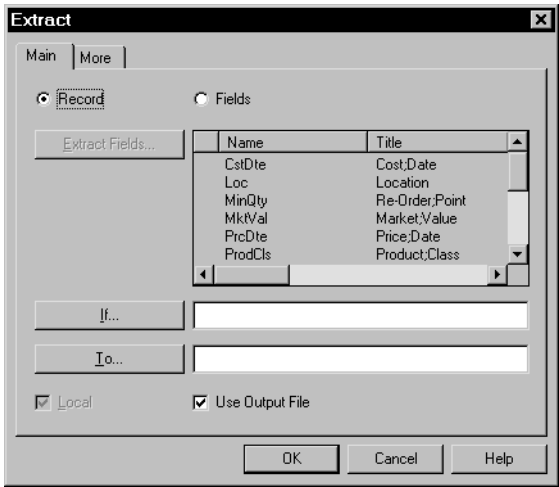 Extract
Main More
Record Fields
Extract Fields... Name Title
CstDte Cost;Date
Loc Location
MinQty Re-Order;Point
MktVal Market;Value
PrcDte Price;Date
ProdCls Product;Class
If...
To...
Local Use Output File
OK Cancel Help